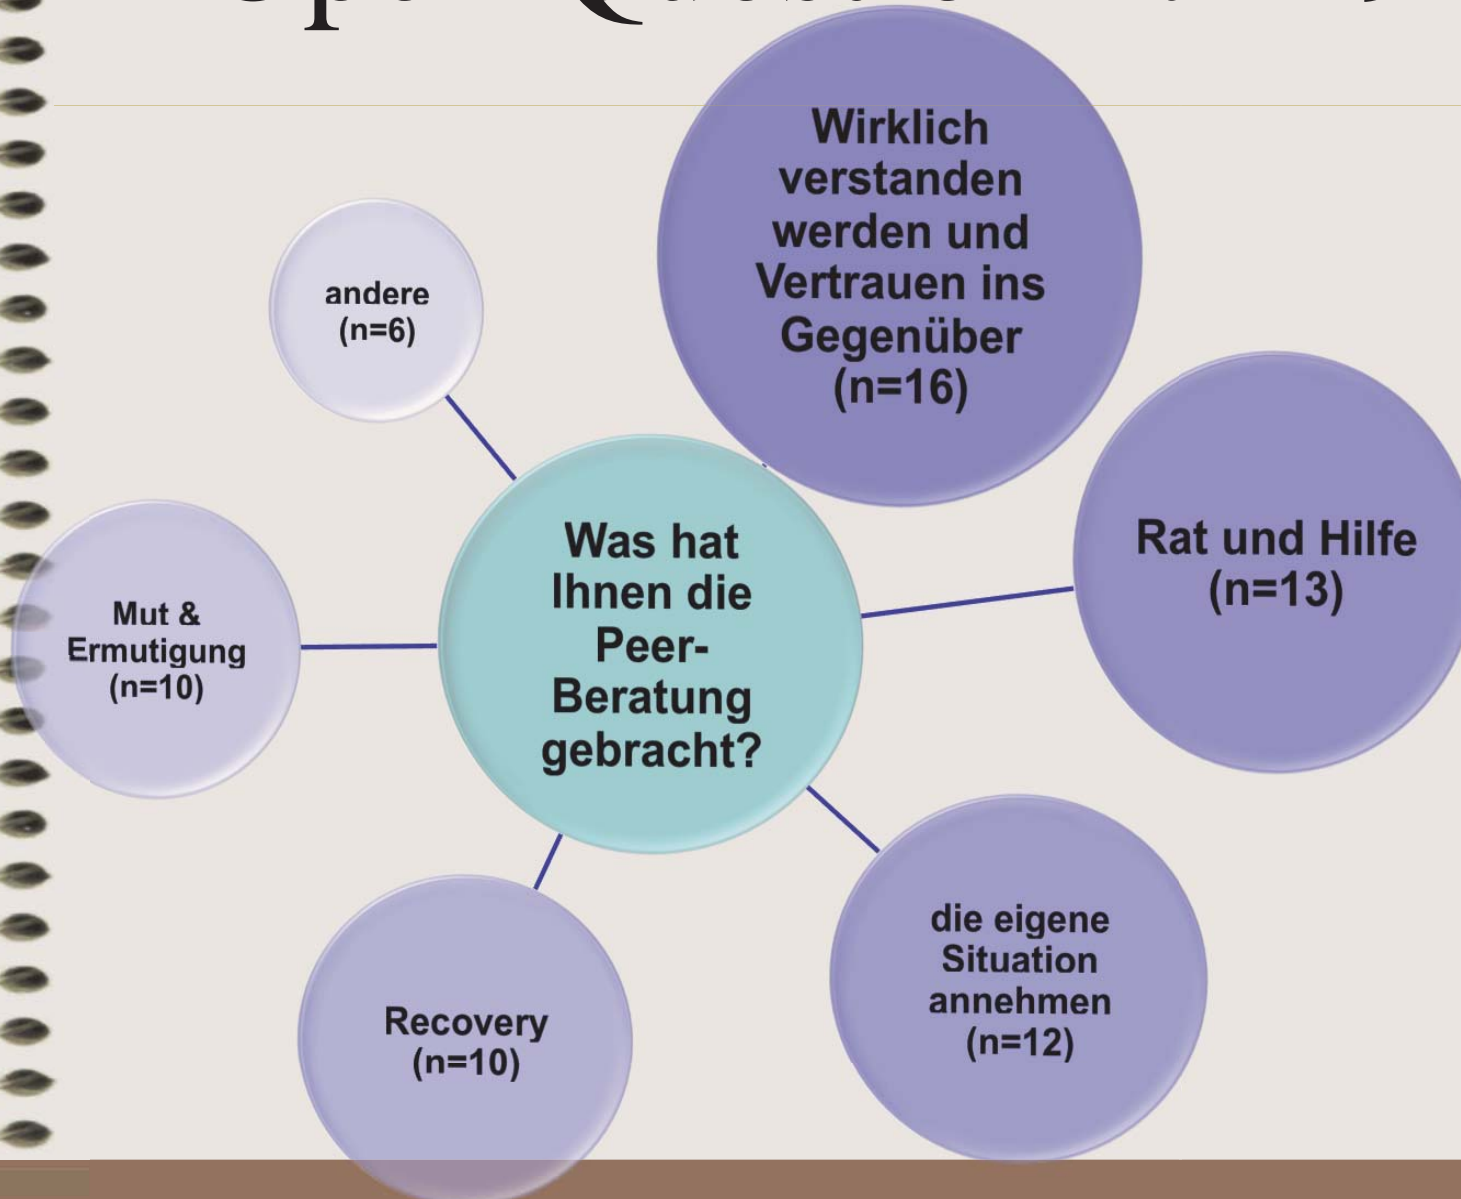 Wirklich
verstanden
werden und
Vertrauen ins
Gegenüber
(n=16)
andere
(n=6)
Rat und Hilfe
(n=13)
Was hat
Ihnen die
Peer-
Beratung
gebracht?
Mut &
Ermutigung
(n=10)
die eigene
Situation
annehmen
(n=12)
Recovery
(n=10)